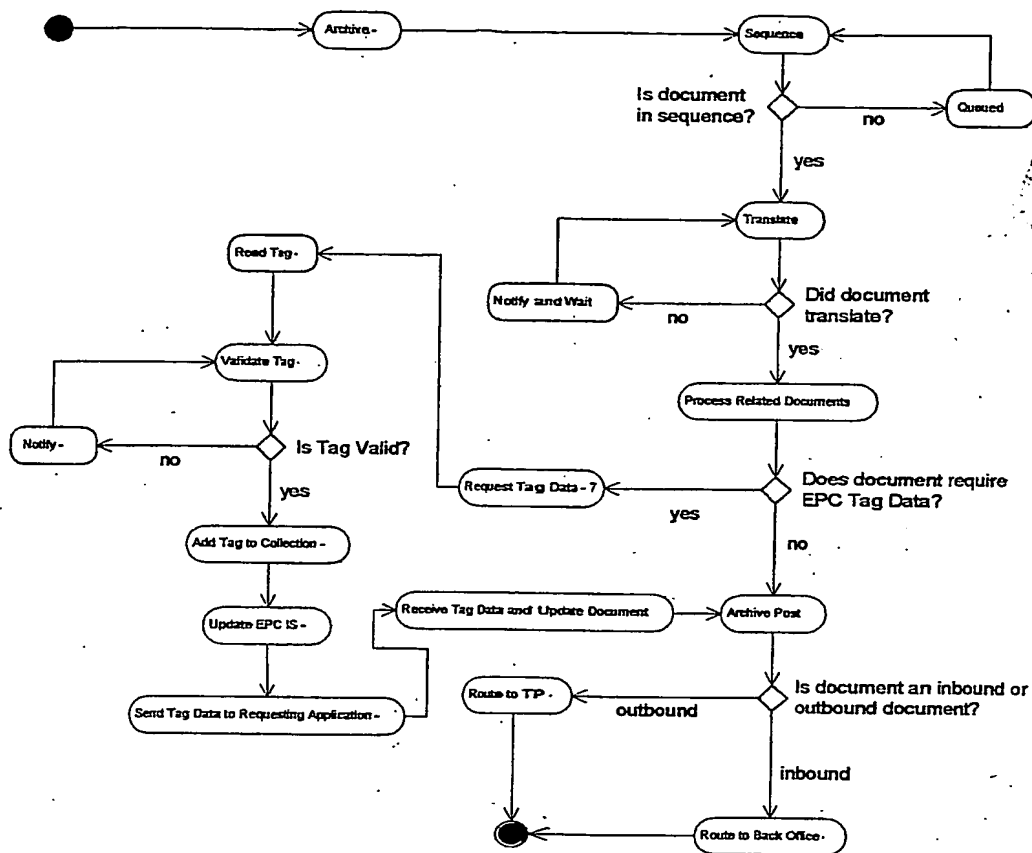 Archive -
Sequence
Is document
in sequence?
no
Queued
yes
Translate
Read Tag -
Notify and Wait
no
Did document
translate?
yes
Validate Tag -
Process Related Documents
Notify -
no
Is Tag Valid?
yes
Request Tag Data - ?
yes
Does document require
EPC Tag Data?
no
Add Tag to Collection -
Receive Tag Data and Update Document
Archive Post
Update EPC IS -
Route to TP -
outbound
Is document an inbound or
outbound document?
Send Tag Data to Requesting Application -
inbound
Route to Back Office -